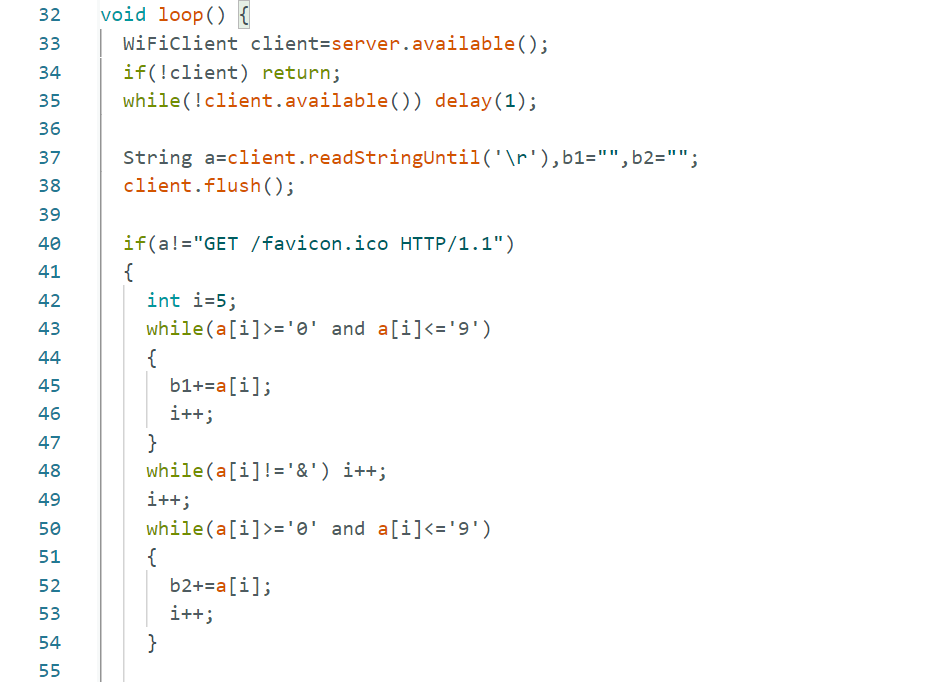 32 void loop() {
33 WiFiClient client=server.available();
34 if(!client) return;
35 while(!client.available()) delay(1);
36
37 String a=client.readStringUntil('\r'),b1="",b2="";
38 client.flush();
39
40 if(a!="GET /favicon.ico HTTP/1.1")
41 {
42 int i=5;
43 while(a[i]>='0' and a[i]<='9')
44 {
45 b1+=a[i];
46 i++;
47 }
48 while(a[i]!='&') i++;
49 i++;
50 while(a[i]>='0' and a[i]<='9')
51 {
52 b2+=a[i];
53 i++;
54 }
55